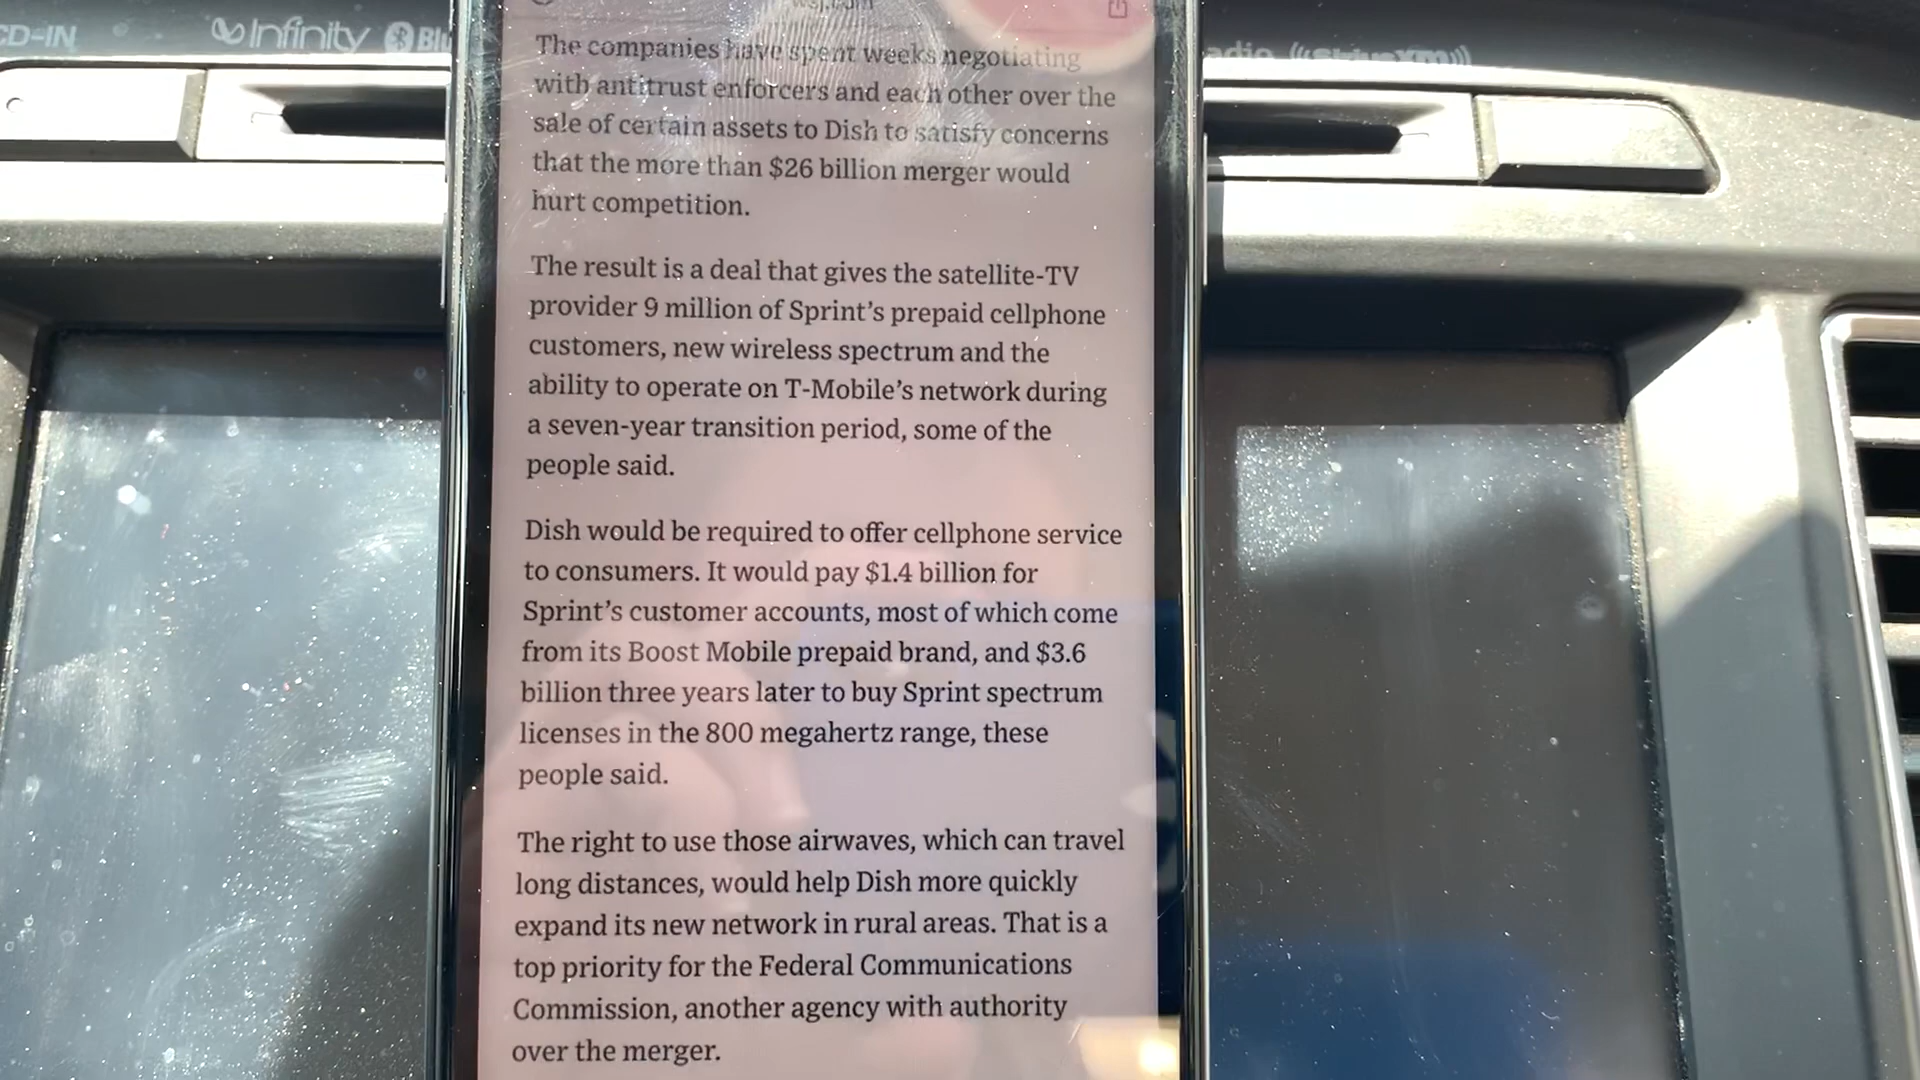 CD-IN
Infinity
wsj.com
The companies have spent weeks negotiating
with antitrust enforcers and each other over the
sale of certain assets to Dish to satisfy concerns
that the more than $26 billion merger would
hurt competition.
The result is a deal that gives the satellite-TV
provider 9 million of Sprint’s prepaid cellphone
customers, new wireless spectrum and the
ability to operate on T-Mobile’s network during
a seven-year transition period, some of the
people said.
Dish would be required to offer cellphone service
to consumers. It would pay $1.4 billion for
Sprint’s customer accounts, most of which come
from its Boost Mobile prepaid brand, and $3.6
billion three years later to buy Sprint spectrum
licenses in the 800 megahertz range, these
people said.
The right to use those airwaves, which can travel
long distances, would help Dish more quickly
expand its new network in rural areas. That is a
top priority for the Federal Communications
Commission, another agency with authority
over the merger.